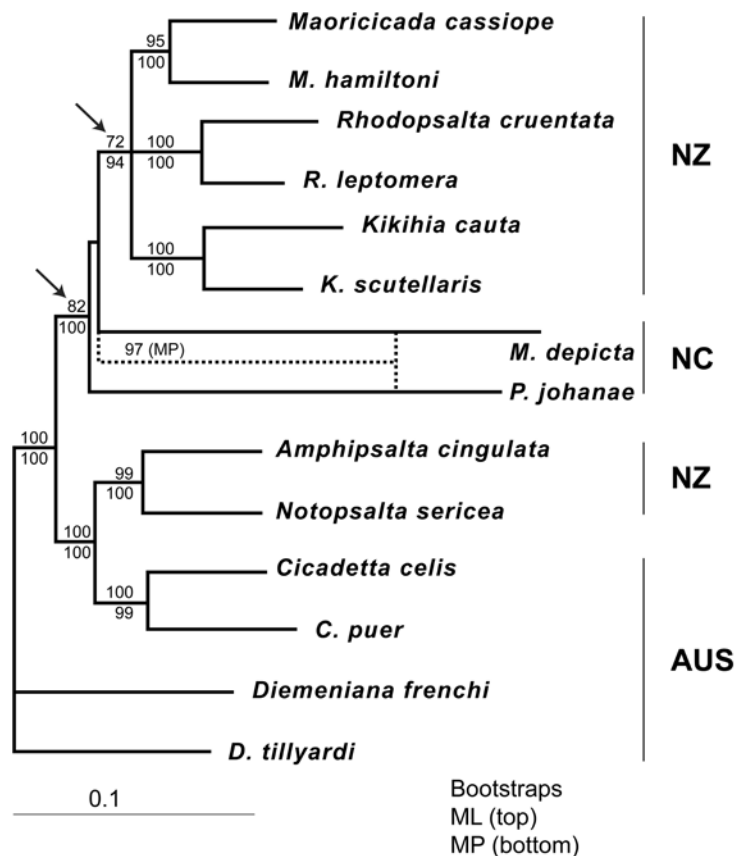 Maoricicada cassiope
95
100
M. hamiltoni
Rhodopsalta cruentata
72
94
100
100
NZ
R. leptomera
Kikihia cauta
100
100
K. scutellaris
82
100
97 (MP)
M. depicta
NC
P. johanae
Amphipsalta cingulata
100
100
99
100
NZ
Notopsalta sericea
100
100
Cicadetta celis
100
99
C. puer
AUS
Diemeniana frenchi
D. tillyardi
0.1
Bootstraps
ML (top)
MP (bottom)